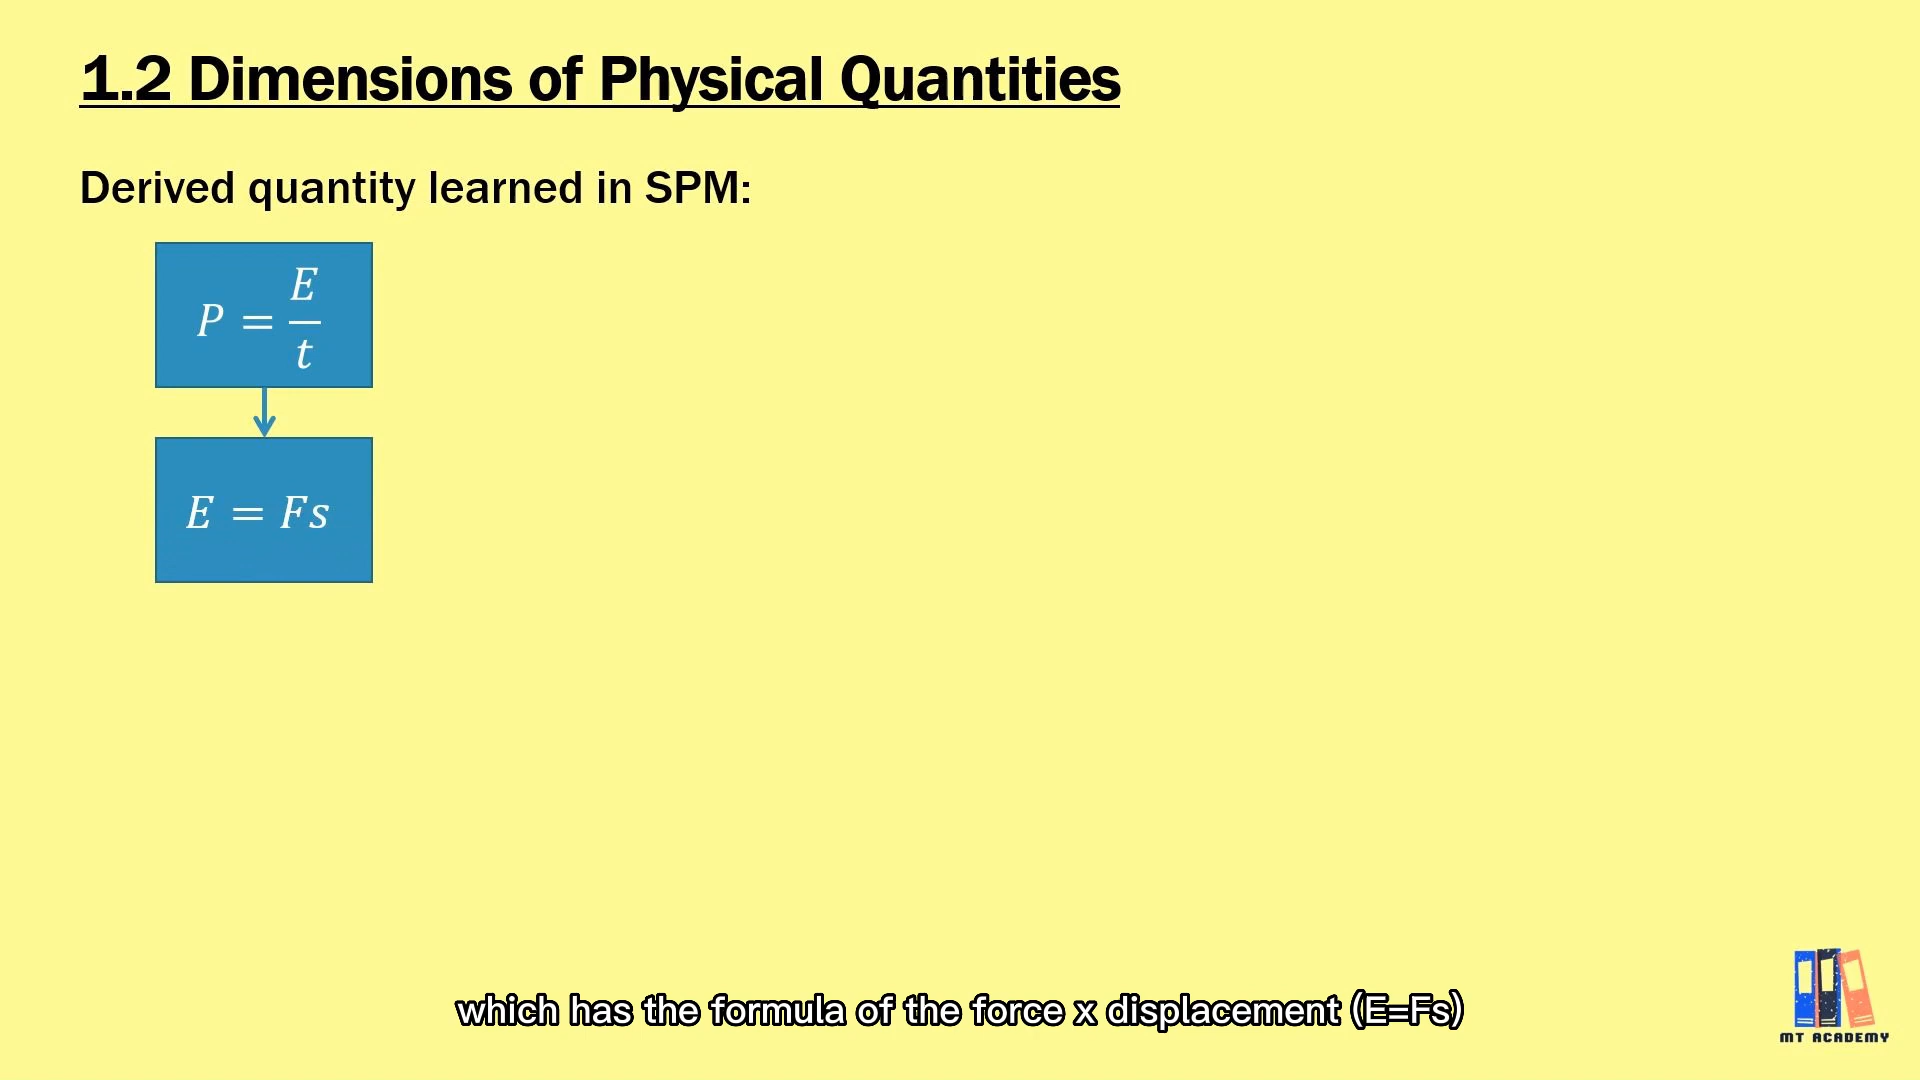 1.2 Dimensions of Physical Quantities
Derived quantity learned in SPM:
P = E/t
E = Fs
which has the formula of the force x displacement (E=Fs)
MT ACADEMY